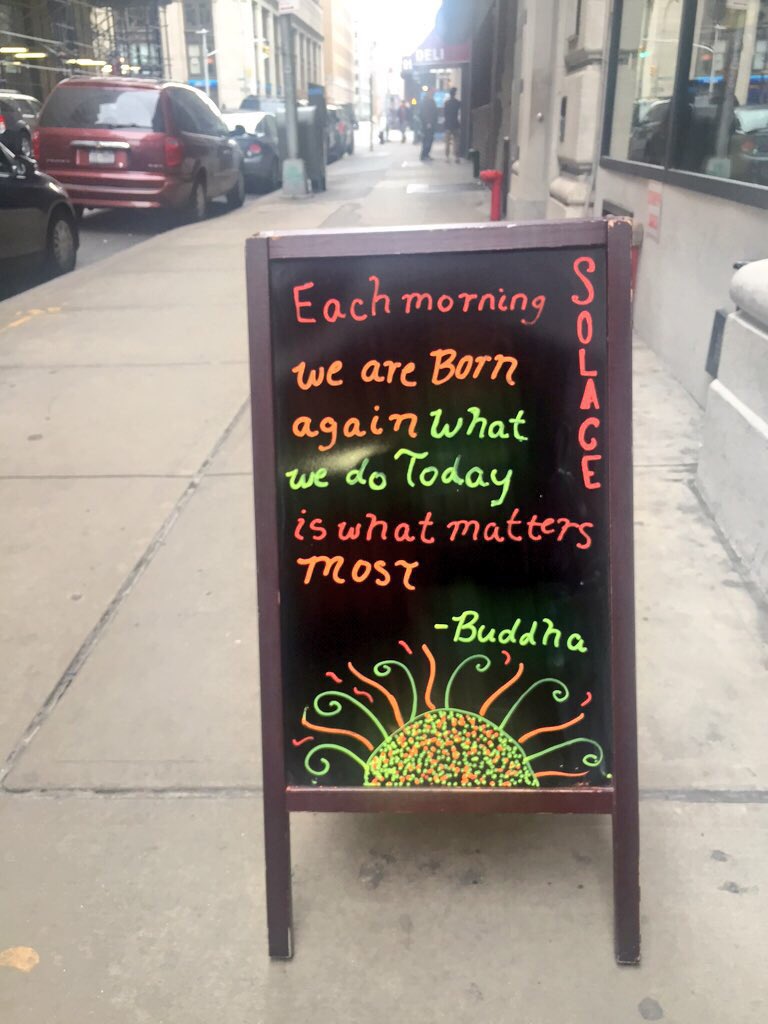 DELI
Each morning
we are Born
again what
we do Today
is what matters
most
-Buddha
SOLACE